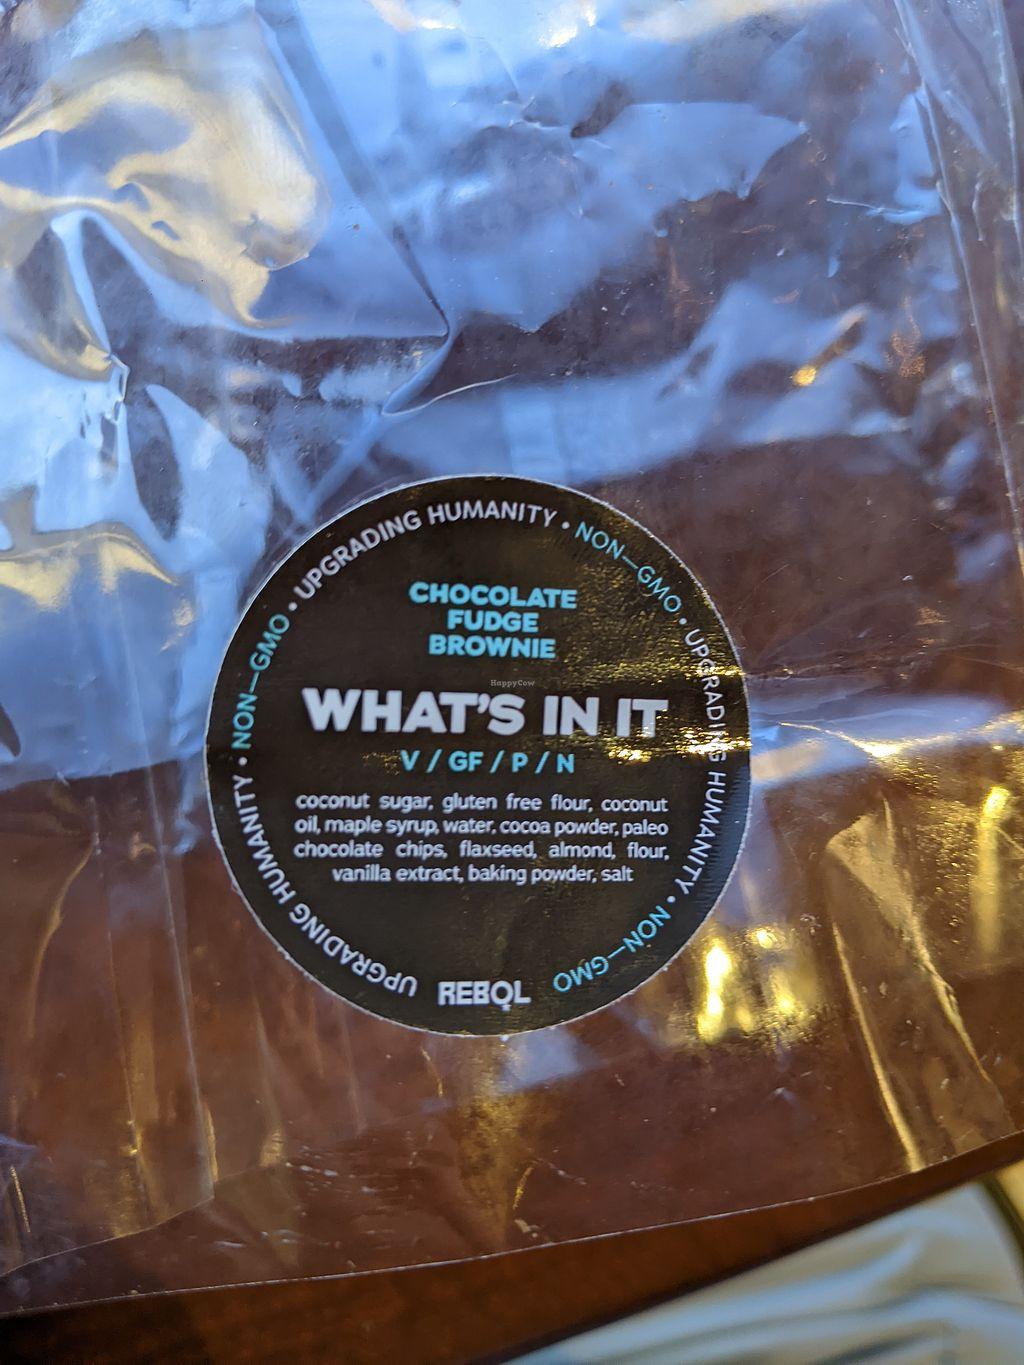 UPGRADING HUMANITY • NON—GMO • UPGRADING HUMANITY • NON—GMO
UPGRADING HUMANITY • NON—GMO •
CHOCOLATE
FUDGE
BROWNIE
HappyCow
WHAT'S IN IT
V / GF / P / N
coconut sugar, gluten free flour, coconut
oil, maple syrup, water, cocoa powder, paleo
chocolate chips, flaxseed, almond, flour,
vanilla extract, baking powder, salt
REBOL